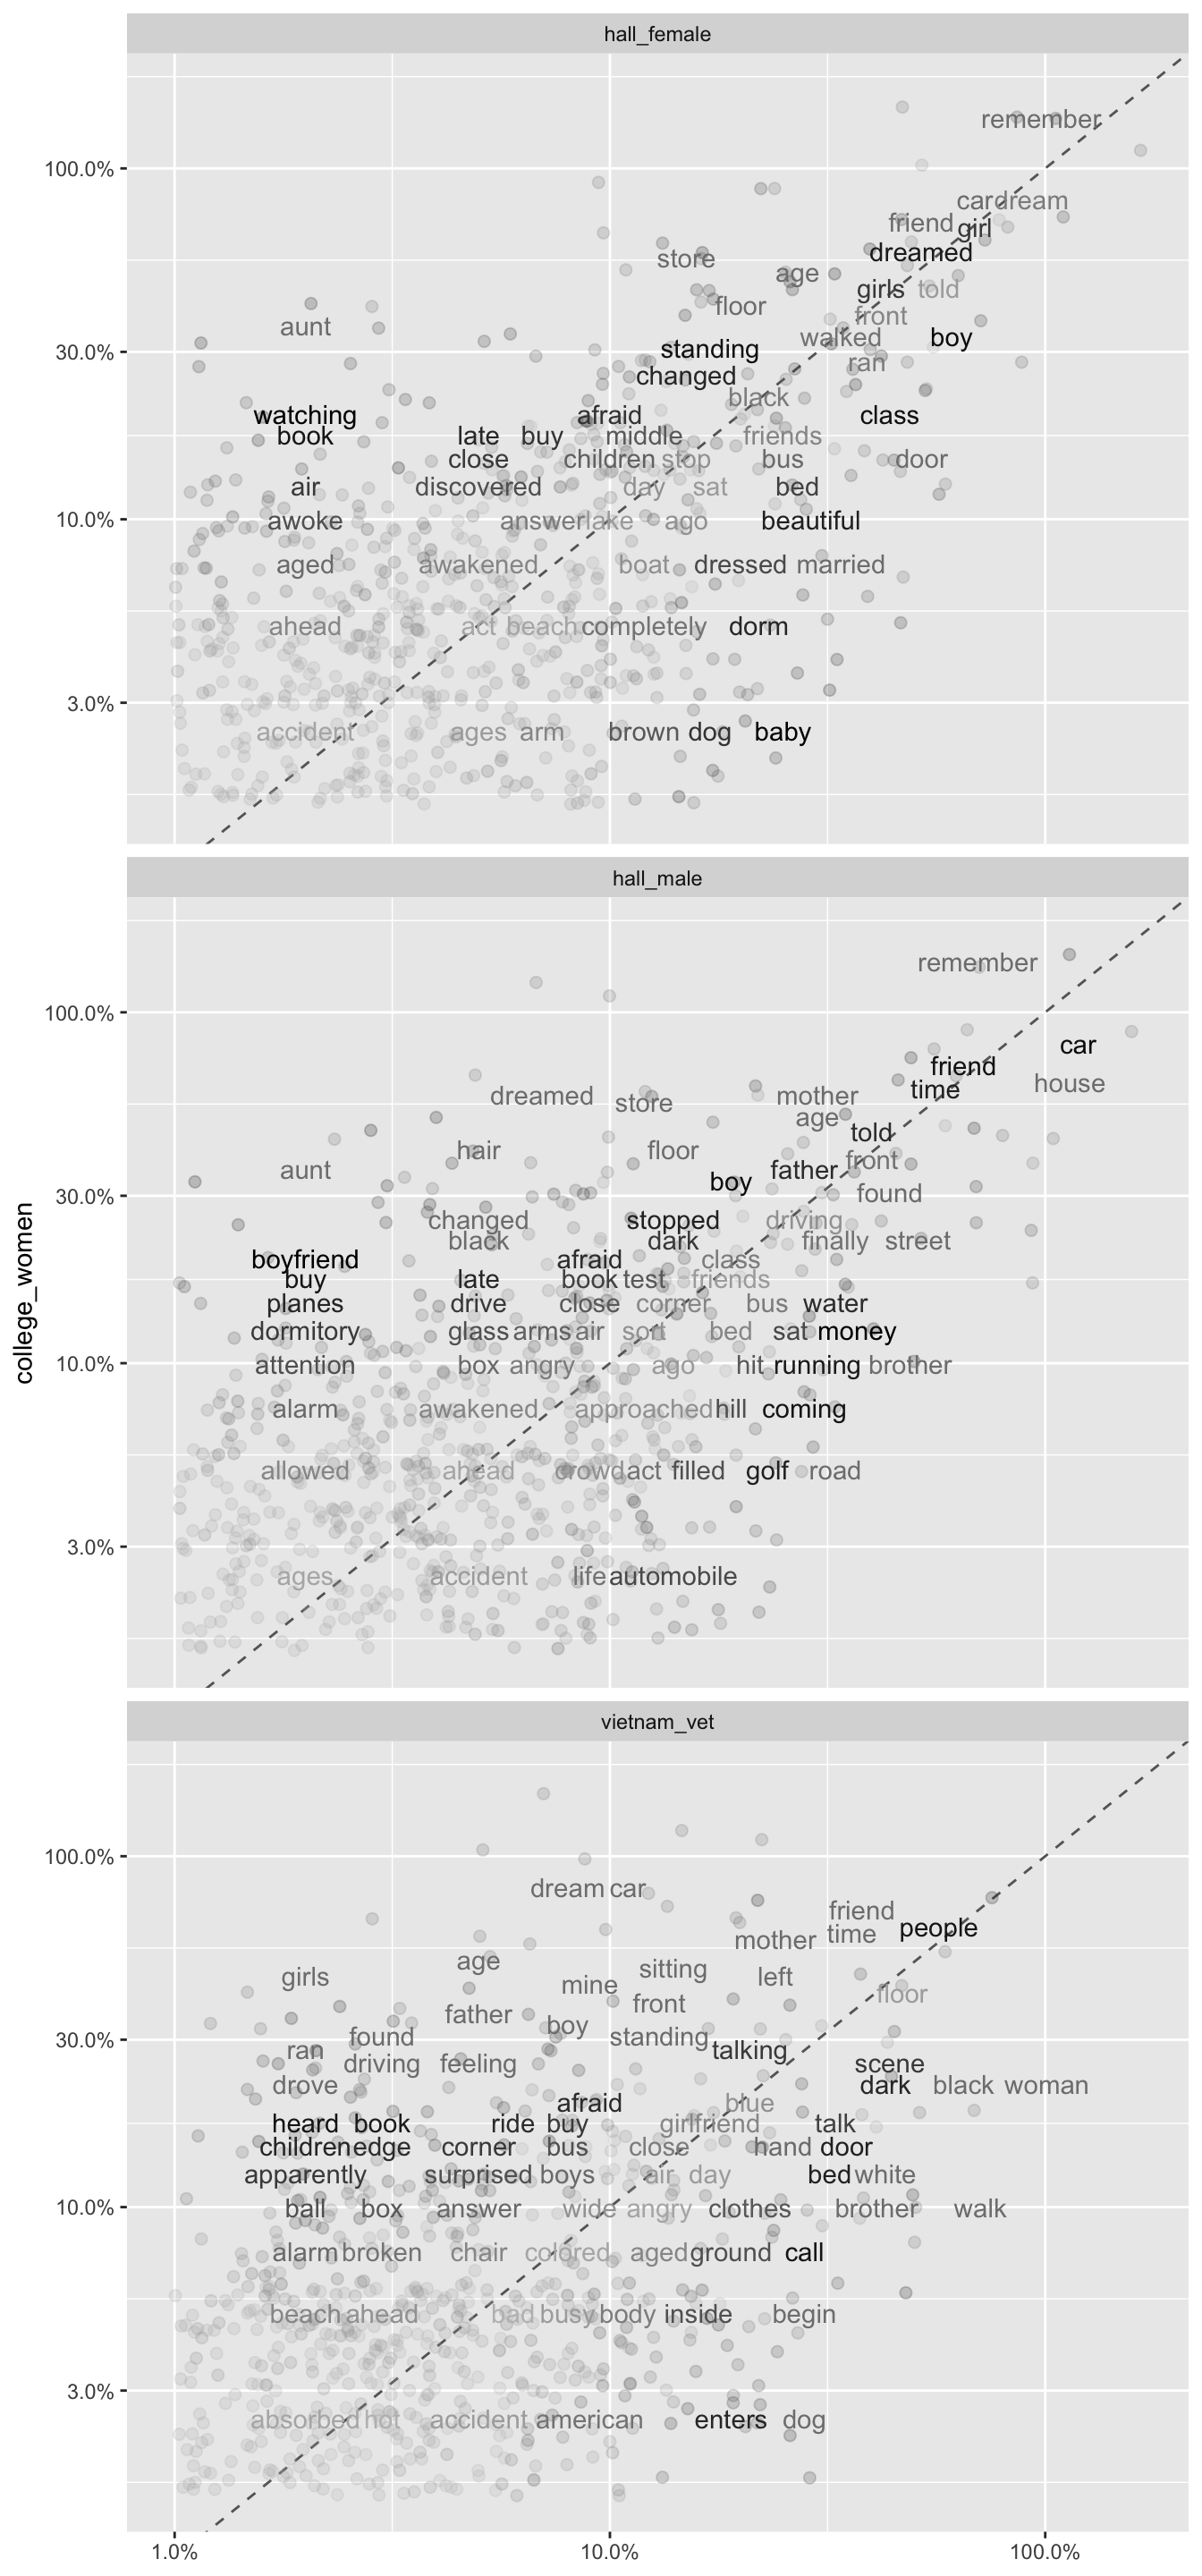 hall_female
remember
100.0%
car dream
friend girl
dreamed
store
age
girls told
floor
front
aunt
walked boy
30.0%
standing
ran
changed
black
watching afraid class
book late buy middle friends
close children stop bus door
air discovered day sat bed
10.0% awoke answer lake ago beautiful
aged awakened boat dressed married
ahead act beach completely dorm
3.0%
accident ages arm brown dog baby
hall_male
remember
100.0%
car
friend
time house
dreamed store mother
age
told
hair floor front
aunt father
boy
30.0% found
changed stopped driving
black dark finally street
boyfriend afraid class
buy late book test friends
planes drive close corner bus water
dormitory glass arms air sort bed sat money
10.0% attention box angry ago hit running brother
alarm awakened approached hill coming
allowed ahead crowd act filled golf road
3.0%
ages accident life automobile
college_women
vietnam_vet
100.0%
dream car
friend
time people
mother
age sitting
girls mine left
front floor
father boy
30.0% found standing
ran talking
driving feeling scene
drove dark black woman
afraid blue
heard book ride buy girlfriend talk
children edge corner bus close hand door
apparently surprised boys air day bed white
10.0% ball box answer wide angry clothes brother walk
alarm broken chair colored aged ground call
beach ahead bad busy body inside begin
3.0%
absorbed hot accident american enters dog
1.0% 10.0% 100.0%